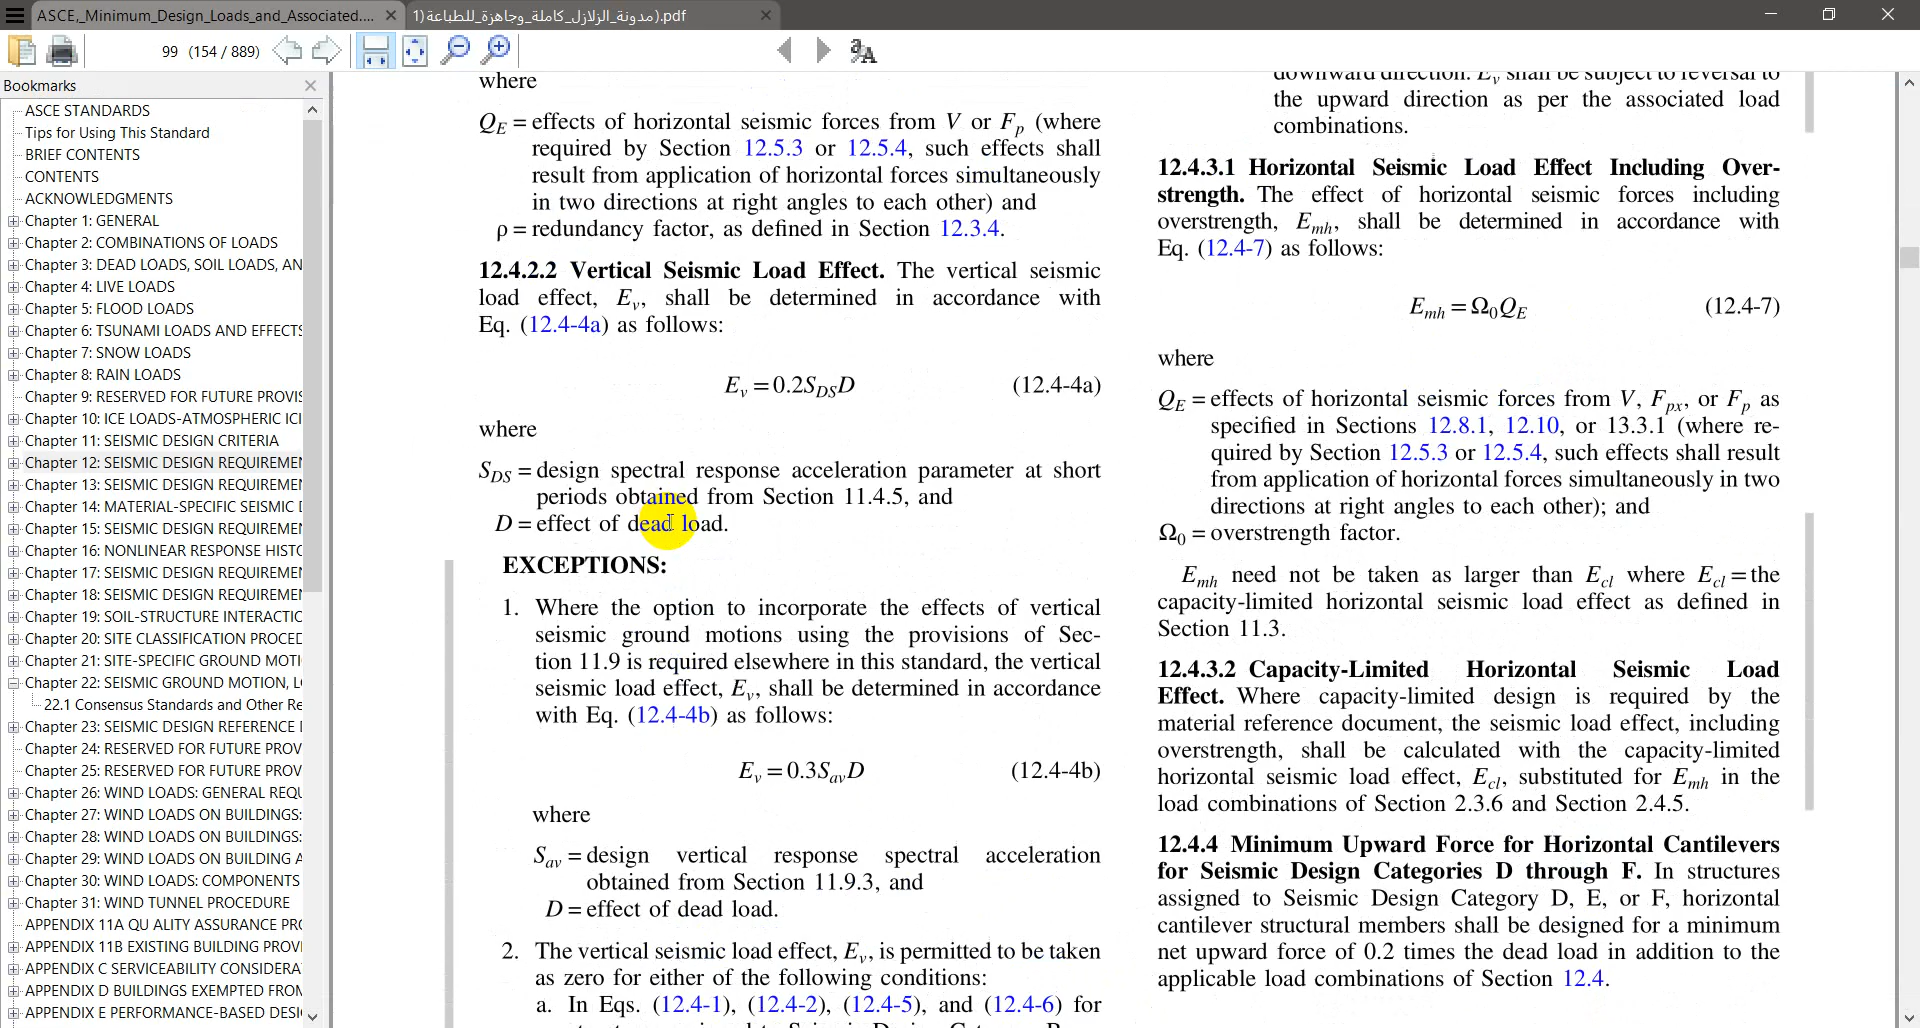 ASCE,_Minimum_Design_Loads_and_Associated....
1)مدونة_الزلازل_كاملة_وجاهزة_للطباعة).pdf
99 (154 / 889)
Bookmarks
ASCE STANDARDS
Tips for Using This Standard
BRIEF CONTENTS
CONTENTS
ACKNOWLEDGMENTS
Chapter 1: GENERAL
Chapter 2: COMBINATIONS OF LOADS
Chapter 3: DEAD LOADS, SOIL LOADS, AN
Chapter 4: LIVE LOADS
Chapter 5: FLOOD LOADS
Chapter 6: TSUNAMI LOADS AND EFFECTS
Chapter 7: SNOW LOADS
Chapter 8: RAIN LOADS
Chapter 9: RESERVED FOR FUTURE PROVIS
Chapter 10: ICE LOADS-ATMOSPHERIC ICI
Chapter 11: SEISMIC DESIGN CRITERIA
Chapter 12: SEISMIC DESIGN REQUIREMEN
Chapter 13: SEISMIC DESIGN REQUIREMEN
Chapter 14: MATERIAL-SPECIFIC SEISMIC D
Chapter 15: SEISMIC DESIGN REQUIREMEN
Chapter 16: NONLINEAR RESPONSE HISTO
Chapter 17: SEISMIC DESIGN REQUIREMEN
Chapter 18: SEISMIC DESIGN REQUIREMEN
Chapter 19: SOIL-STRUCTURE INTERACTIO
Chapter 20: SITE CLASSIFICATION PROCED
Chapter 21: SITE-SPECIFIC GROUND MOTI
Chapter 22: SEISMIC GROUND MOTION, L
22.1 Consensus Standards and Other Re
Chapter 23: SEISMIC DESIGN REFERENCE
Chapter 24: RESERVED FOR FUTURE PROV
Chapter 25: RESERVED FOR FUTURE PROV
Chapter 26: WIND LOADS: GENERAL REQU
Chapter 27: WIND LOADS ON BUILDINGS:
Chapter 28: WIND LOADS ON BUILDINGS:
Chapter 29: WIND LOADS ON BUILDING A
Chapter 30: WIND LOADS: COMPONENTS
Chapter 31: WIND TUNNEL PROCEDURE
APPENDIX 11A QU ALITY ASSURANCE PRO
APPENDIX 11B EXISTING BUILDING PROVI
APPENDIX C SERVICEABILITY CONSIDERA
APPENDIX D BUILDINGS EXEMPTED FROM
APPENDIX E PERFORMANCE-BASED DESI
where
Q_E = effects of horizontal seismic forces from V or F_p (where
required by Section 12.5.3 or 12.5.4, such effects shall
result from application of horizontal forces simultaneously
in two directions at right angles to each other) and
ρ = redundancy factor, as defined in Section 12.3.4.
12.4.2.2 Vertical Seismic Load Effect. The vertical seismic
load effect, E_v, shall be determined in accordance with
Eq. (12.4-4a) as follows:
E_v = 0.2S_DS D (12.4-4a)
where
S_DS = design spectral response acceleration parameter at short
periods obtained from Section 11.4.5, and
D = effect of dead load.
EXCEPTIONS:
1. Where the option to incorporate the effects of vertical
seismic ground motions using the provisions of Sec-
tion 11.9 is required elsewhere in this standard, the vertical
seismic load effect, E_v, shall be determined in accordance
with Eq. (12.4-4b) as follows:
E_v = 0.3S_av D (12.4-4b)
where
S_av = design vertical response spectral acceleration
obtained from Section 11.9.3, and
D = effect of dead load.
2. The vertical seismic load effect, E_v, is permitted to be taken
as zero for either of the following conditions:
a. In Eqs. (12.4-1), (12.4-2), (12.4-5), and (12.4-6) for
downward direction. E_v shall be subject to reversal to
the upward direction as per the associated load
combinations.
12.4.3.1 Horizontal Seismic Load Effect Including Over-
strength. The effect of horizontal seismic forces including
overstrength, E_mh, shall be determined in accordance with
Eq. (12.4-7) as follows:
E_mh = Ω_0 Q_E (12.4-7)
where
Q_E = effects of horizontal seismic forces from V, F_px, or F_p as
specified in Sections 12.8.1, 12.10, or 13.3.1 (where re-
quired by Section 12.5.3 or 12.5.4, such effects shall result
from application of horizontal forces simultaneously in two
directions at right angles to each other); and
Ω_0 = overstrength factor.
E_mh need not be taken as larger than E_cl where E_cl = the
capacity-limited horizontal seismic load effect as defined in
Section 11.3.
12.4.3.2 Capacity-Limited Horizontal Seismic Load
Effect. Where capacity-limited design is required by the
material reference document, the seismic load effect, including
overstrength, shall be calculated with the capacity-limited
horizontal seismic load effect, E_cl, substituted for E_mh in the
load combinations of Section 2.3.6 and Section 2.4.5.
12.4.4 Minimum Upward Force for Horizontal Cantilevers
for Seismic Design Categories D through F. In structures
assigned to Seismic Design Category D, E, or F, horizontal
cantilever structural members shall be designed for a minimum
net upward force of 0.2 times the dead load in addition to the
applicable load combinations of Section 12.4.